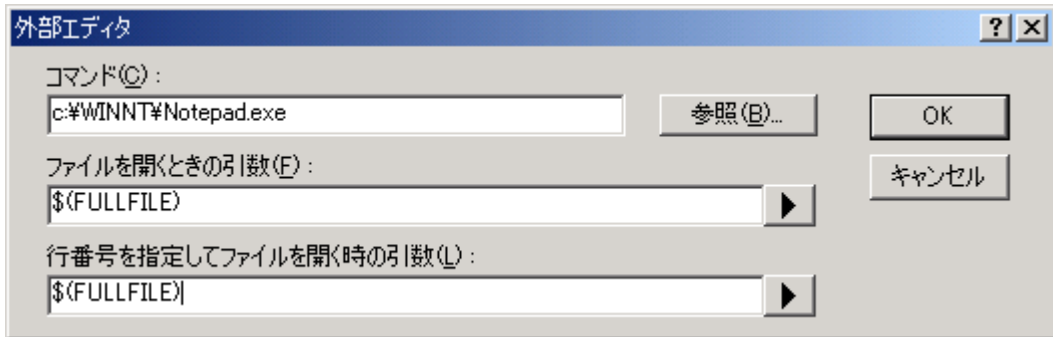 外部エディタ
コマンド(C):
c:¥WINNT¥Notepad.exe
参照(B)...
OK
ファイルを開くときの引数(F):
$(FULLFILE)
キャンセル
行番号を指定してファイルを開く時の引数(L):
$(FULLFILE)